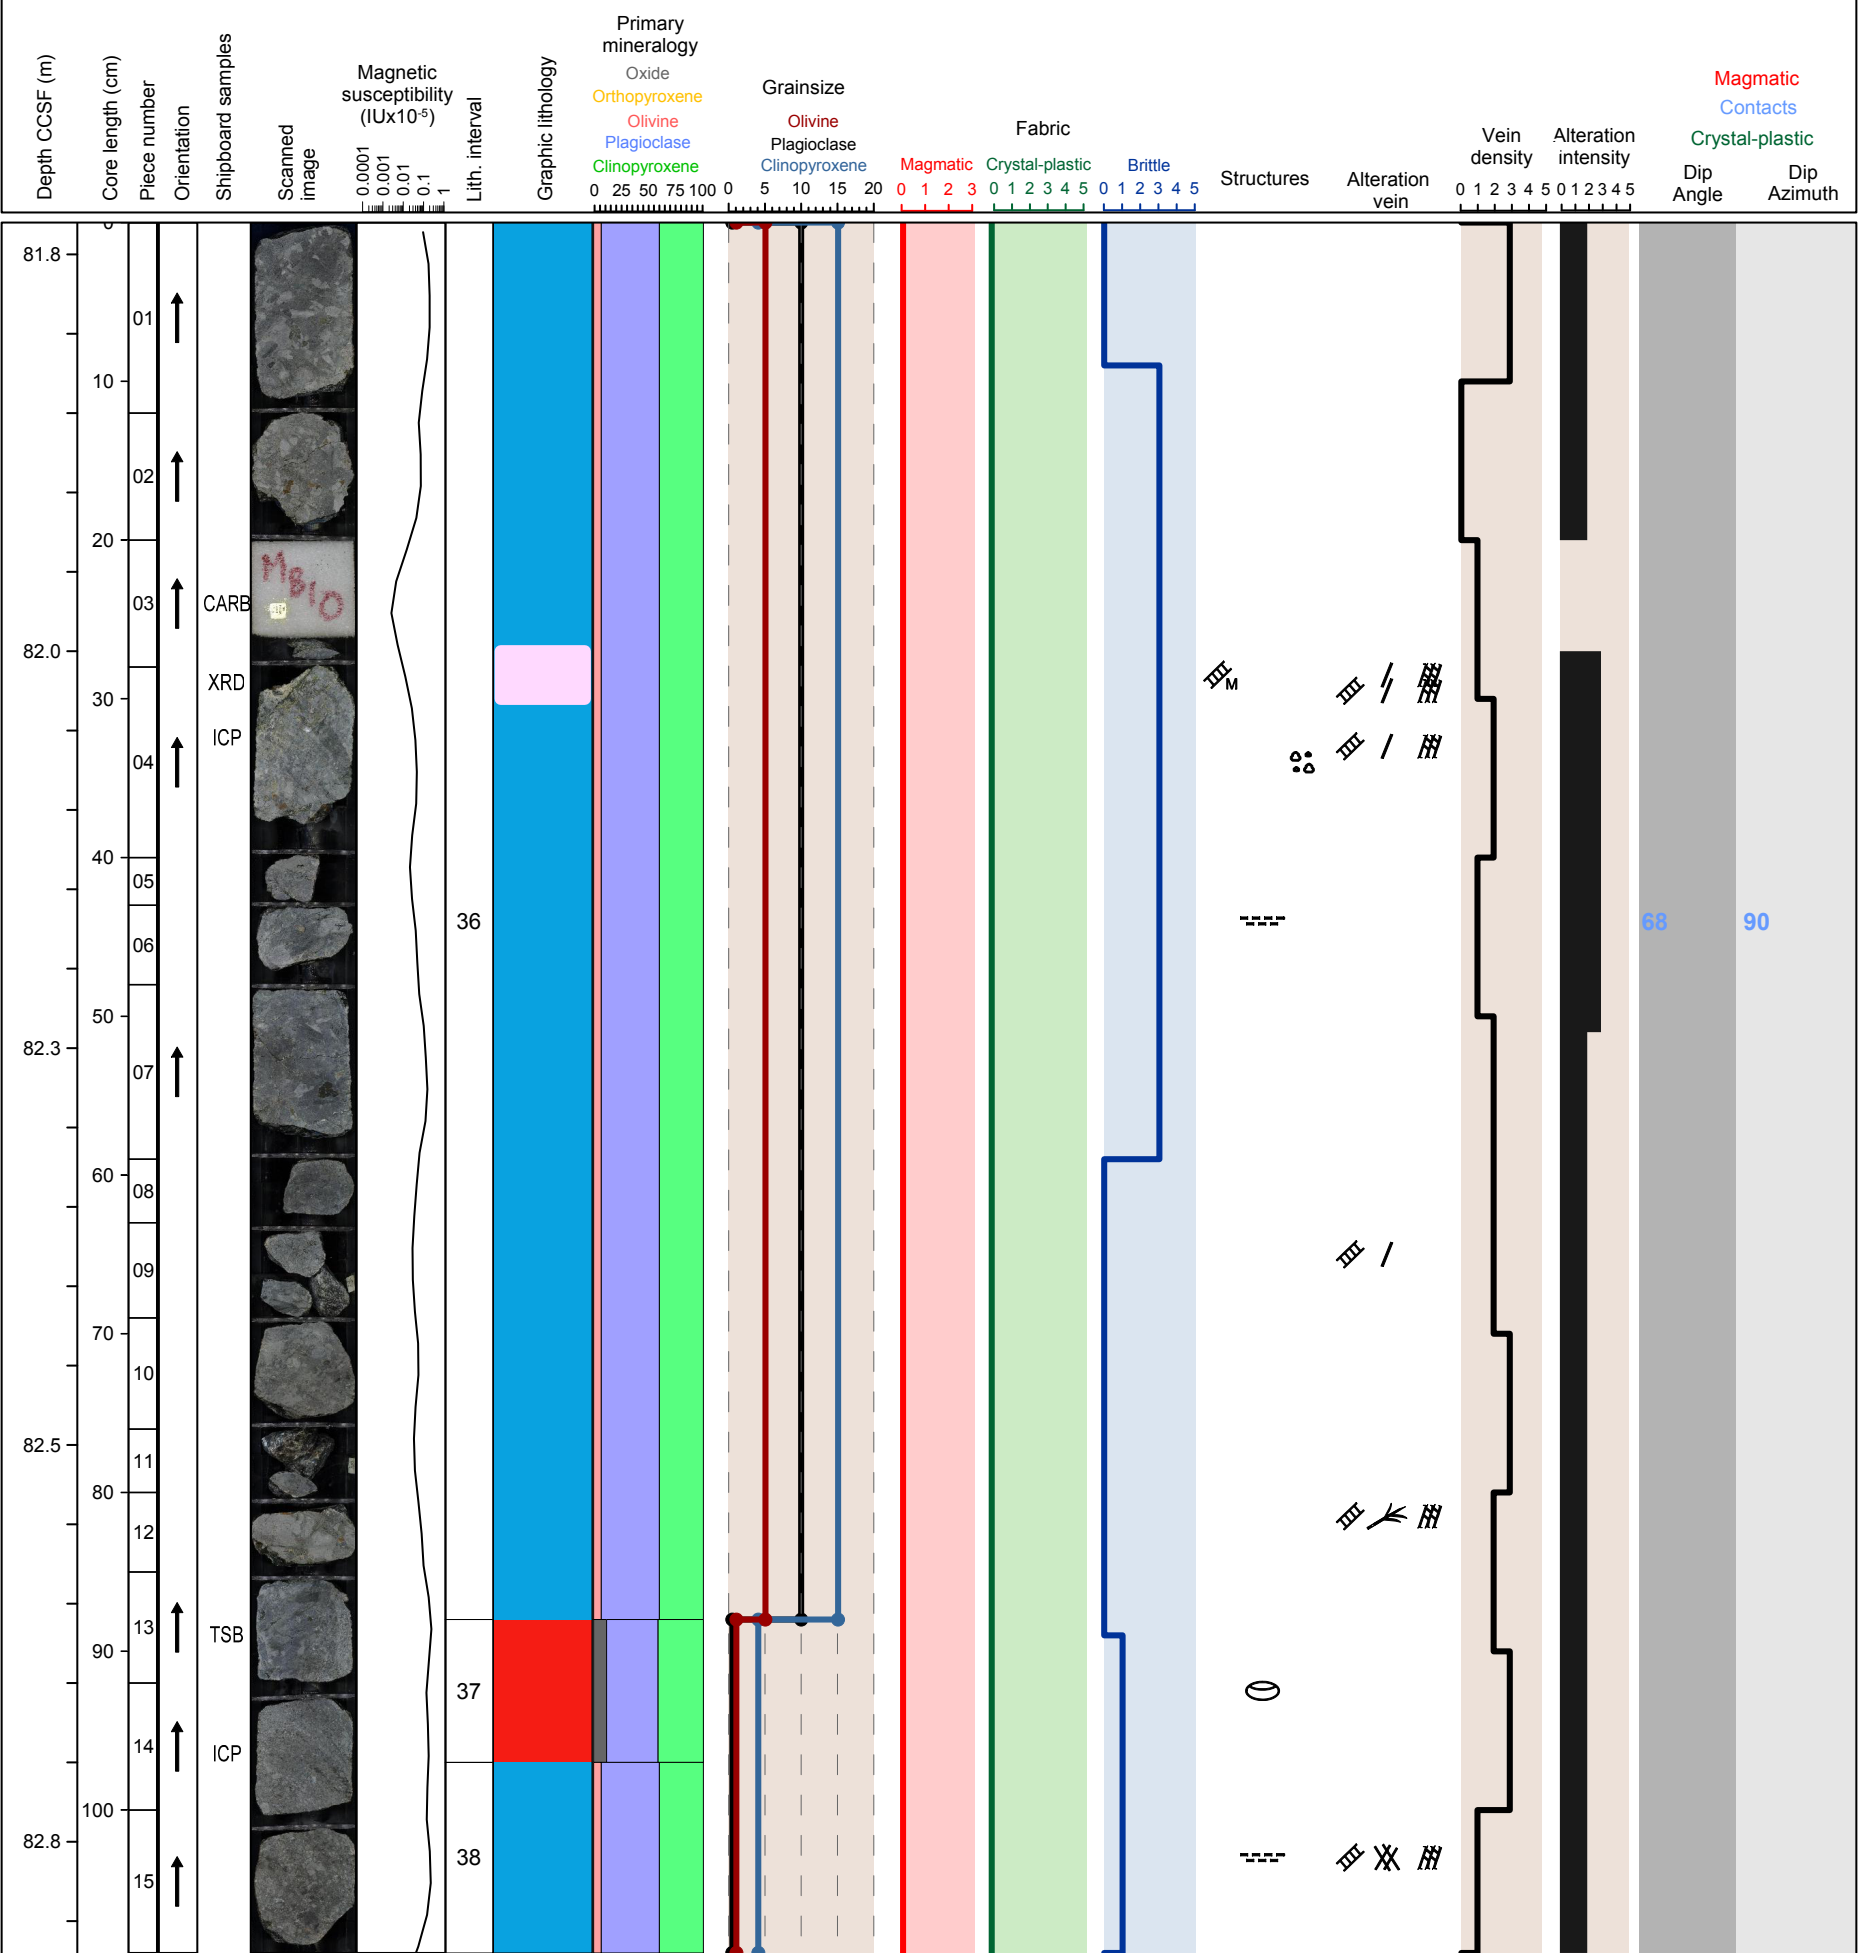 Depth CCSF (m)
Core length (cm)
Piece number
Orientation
Shipboard samples
Scanned
image
Magnetic
susceptibility
(IUx10-5)
0.0001
0.001
0.01
0.1
1
Lith. interval
Graphic lithology
Primary
mineralogy
Oxide
Orthopyroxene
Olivine
Plagioclase
Clinopyroxene
0 25 50 75 100
Grainsize
Olivine
Plagioclase
Clinopyroxene
0 5 10 15 20
Fabric
Magmatic
0 1 2 3
Crystal-plastic
0 1 2 3 4 5
Brittle
0 1 2 3 4 5
Structures
Alteration
vein
Vein
density
0 1 2 3 4 5
Alteration
intensity
0 1 2 3 4 5
Magmatic
Contacts
Crystal-plastic
Dip
Angle
Dip
Azimuth
0
81.8
01
10
02
20
MBIO
03 CARB
82.0
XRD
M
30
ICP
04
40
05
36
68 90
06
50
82.3
07
60
08
09
70
10
82.5
11
80
12
13 TSB
90
37
14 ICP
100
82.8
38
15